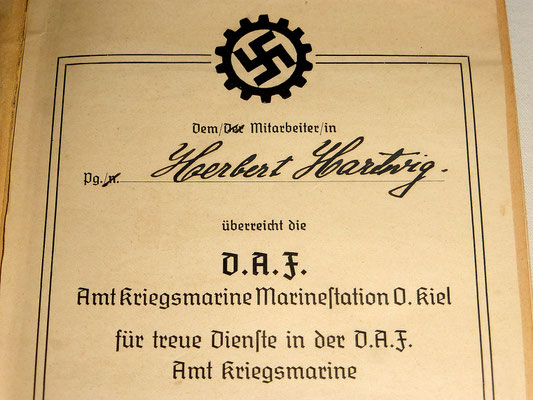 Dem/Der Mitarbeiter/in
Pg./n. Herbert Hartwig.
überreicht die
D.A.F.
Amt Kriegsmarine Marineſtation O. Kiel
für treue Dienſte in der D.A.F.
Amt Kriegsmarine